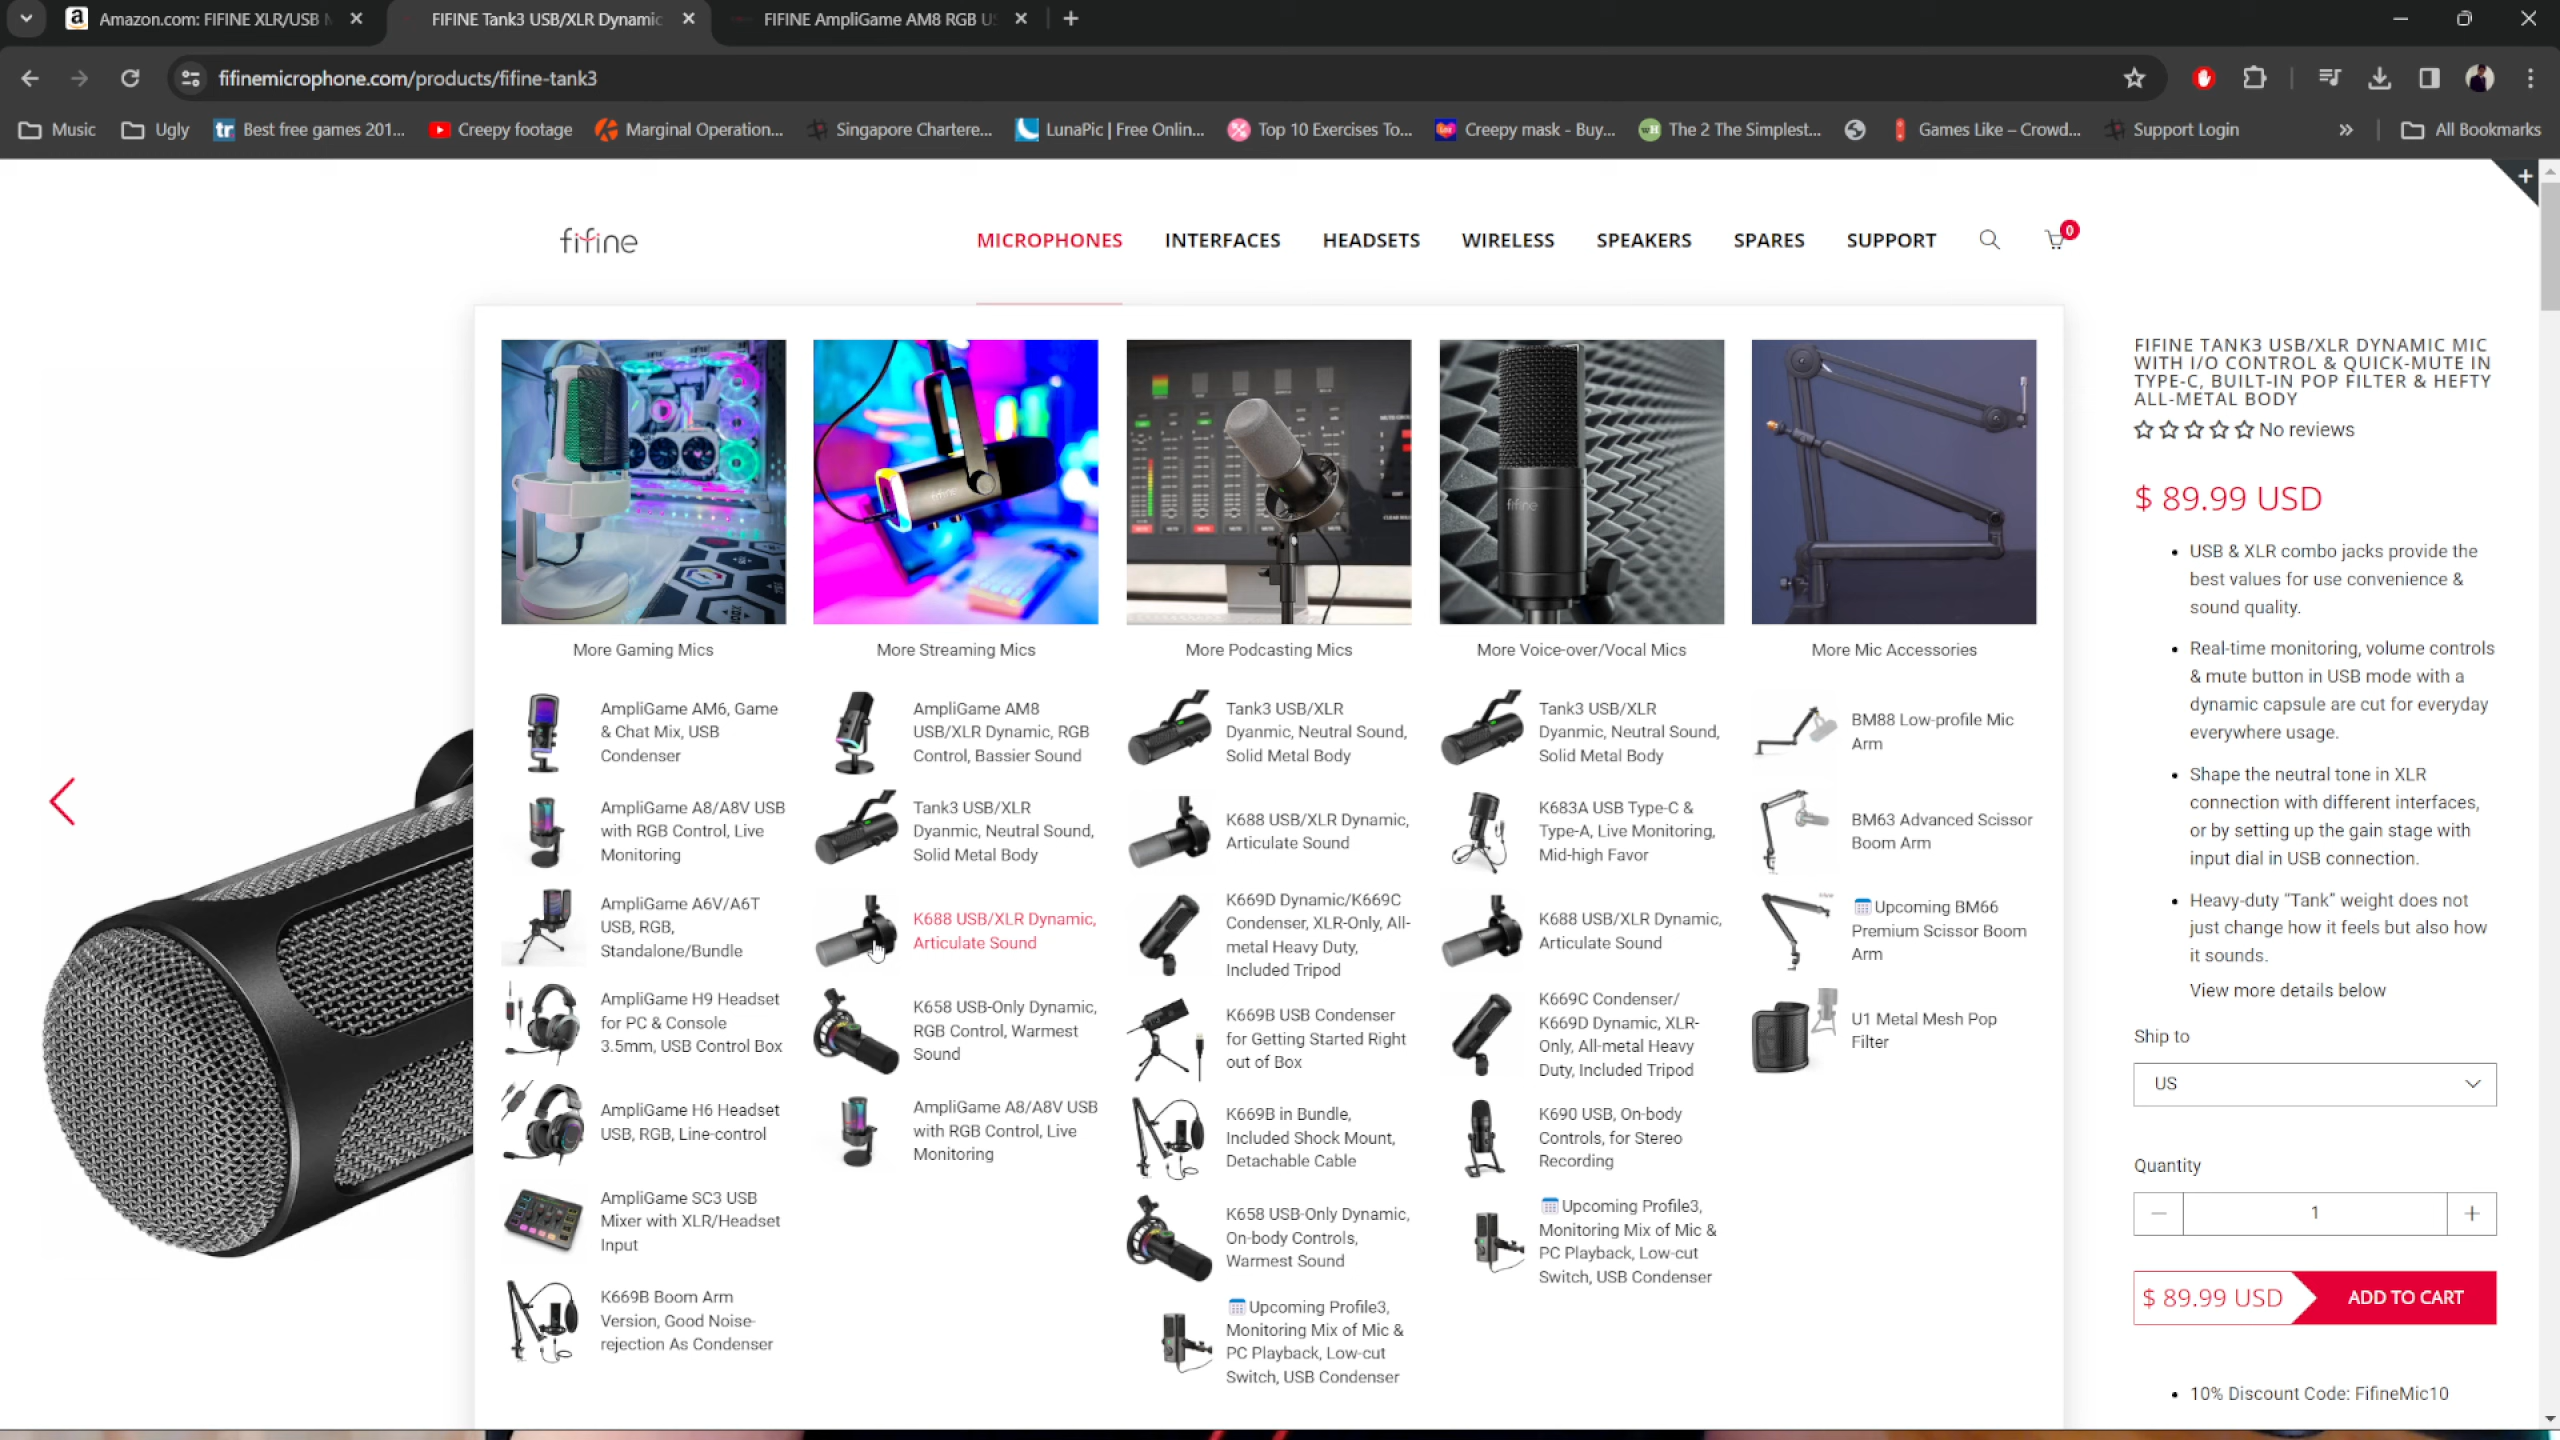 Amazon.com: FIFINE XLR/USB
FIFINE Tank3 USB/XLR Dynamic
FIFINE AmpliGame AM8 RGB US
fifinemicrophone.com/products/fifine-tank3
Music
Ugly
tr
Best free games 201...
Creepy footage
Marginal Operation...
Singapore Chartere...
LunaPic | Free Onlin...
Top 10 Exercises To...
Creepy mask - Buy...
The 2 The Simplest...
Games Like – Crowd...
Support Login
»
All Bookmarks
fifine
MICROPHONES
INTERFACES
HEADSETS
WIRELESS
SPEAKERS
SPARES
SUPPORT
0
fifine
fifine
More Gaming Mics
More Streaming Mics
More Podcasting Mics
More Voice-over/Vocal Mics
More Mic Accessories
AmpliGame AM6, Game
& Chat Mix, USB
Condenser
AmpliGame A8/A8V USB
with RGB Control, Live
Monitoring
AmpliGame A6V/A6T
USB, RGB,
Standalone/Bundle
AmpliGame H9 Headset
for PC & Console
3.5mm, USB Control Box
AmpliGame H6 Headset
USB, RGB, Line-control
AmpliGame SC3 USB
Mixer with XLR/Headset
Input
K669B Boom Arm
Version, Good Noise-
rejection As Condenser
AmpliGame AM8
USB/XLR Dynamic, RGB
Control, Bassier Sound
Tank3 USB/XLR
Dyanmic, Neutral Sound,
Solid Metal Body
K688 USB/XLR Dynamic,
Articulate Sound
K658 USB-Only Dynamic,
RGB Control, Warmest
Sound
AmpliGame A8/A8V USB
with RGB Control, Live
Monitoring
Tank3 USB/XLR
Dyanmic, Neutral Sound,
Solid Metal Body
K688 USB/XLR Dynamic,
Articulate Sound
K669D Dynamic/K669C
Condenser, XLR-Only, All-
metal Heavy Duty,
Included Tripod
K669B USB Condenser
for Getting Started Right
out of Box
K669B in Bundle,
Included Shock Mount,
Detachable Cable
K658 USB-Only Dynamic,
On-body Controls,
Warmest Sound
Upcoming Profile3,
Monitoring Mix of Mic &
PC Playback, Low-cut
Switch, USB Condenser
Tank3 USB/XLR
Dyanmic, Neutral Sound,
Solid Metal Body
K683A USB Type-C &
Type-A, Live Monitoring,
Mid-high Favor
K688 USB/XLR Dynamic,
Articulate Sound
K669C Condenser/
K669D Dynamic, XLR-
Only, All-metal Heavy
Duty, Included Tripod
K690 USB, On-body
Controls, for Stereo
Recording
Upcoming Profile3,
Monitoring Mix of Mic &
PC Playback, Low-cut
Switch, USB Condenser
BM88 Low-profile Mic
Arm
BM63 Advanced Scissor
Boom Arm
Upcoming BM66
Premium Scissor Boom
Arm
U1 Metal Mesh Pop
Filter
FIFINE TANK3 USB/XLR DYNAMIC MIC
WITH I/O CONTROL & QUICK-MUTE IN
TYPE-C, BUILT-IN POP FILTER & HEFTY
ALL-METAL BODY
No reviews
$ 89.99 USD
• USB & XLR combo jacks provide the
best values for use convenience &
sound quality.
• Real-time monitoring, volume controls
& mute button in USB mode with a
dynamic capsule are cut for everyday
everywhere usage.
• Shape the neutral tone in XLR
connection with different interfaces,
or by setting up the gain stage with
input dial in USB connection.
• Heavy-duty “Tank” weight does not
just change how it feels but also how
it sounds.
View more details below
Ship to
US
Quantity
1
$ 89.99 USD
ADD TO CART
• 10% Discount Code: FifineMic10